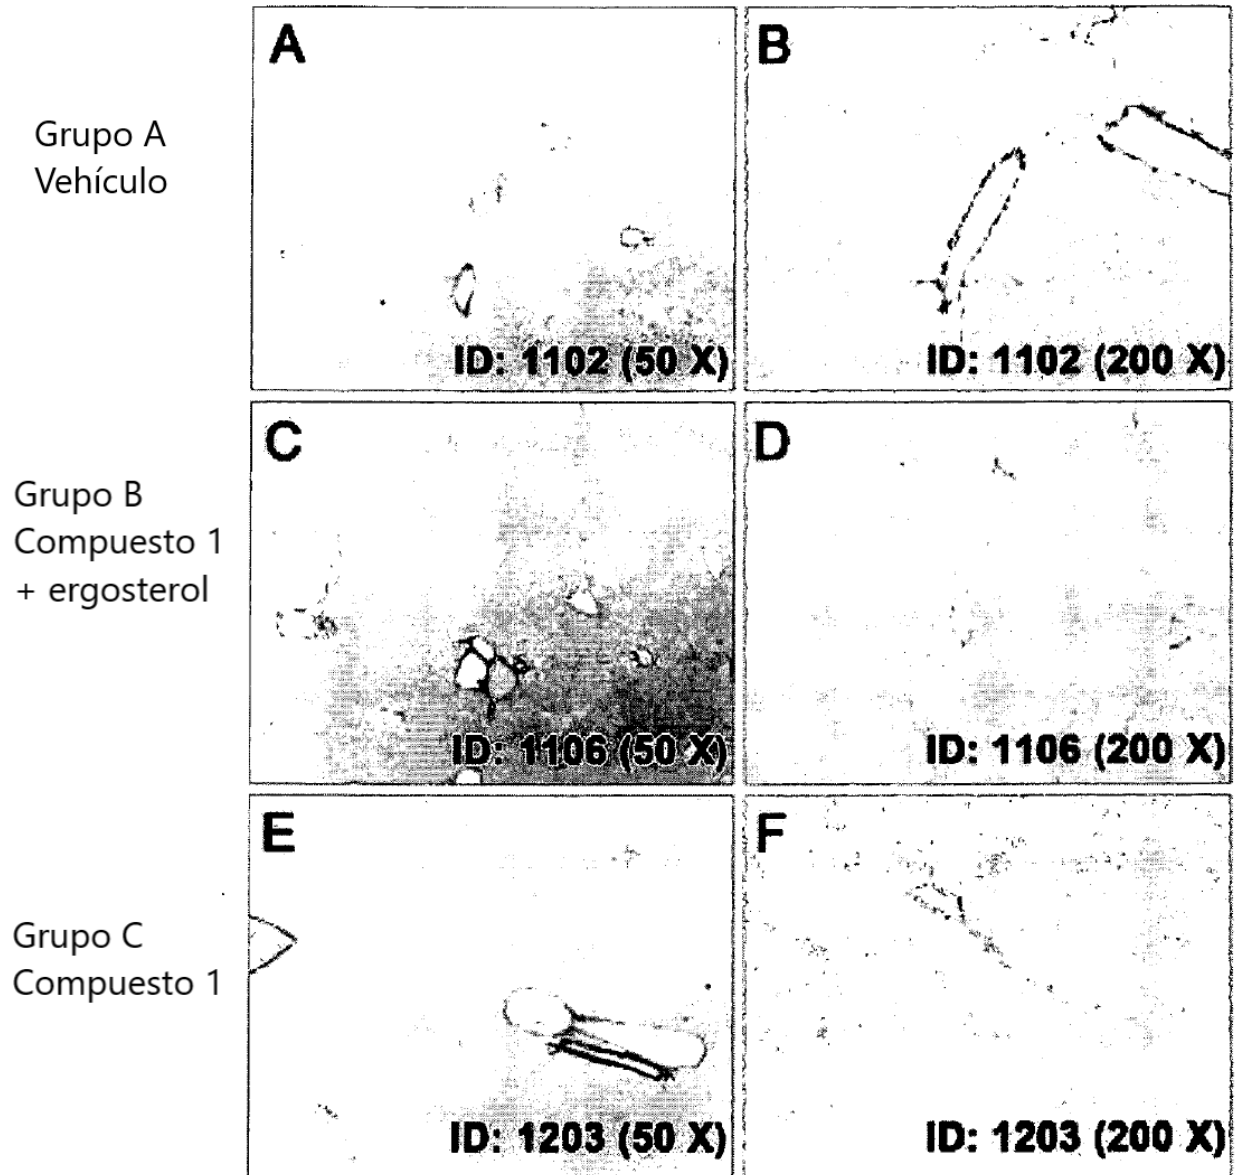 A
B
Grupo A
Vehículo
ID: 1102 (50 X)
ID: 1102 (200 X)
C
D
Grupo B
Compuesto 1
+ ergosterol
ID: 1106 (50 X)
ID: 1106 (200 X)
E
F
Grupo C
Compuesto 1
ID: 1203 (50 X)
ID: 1203 (200 X)